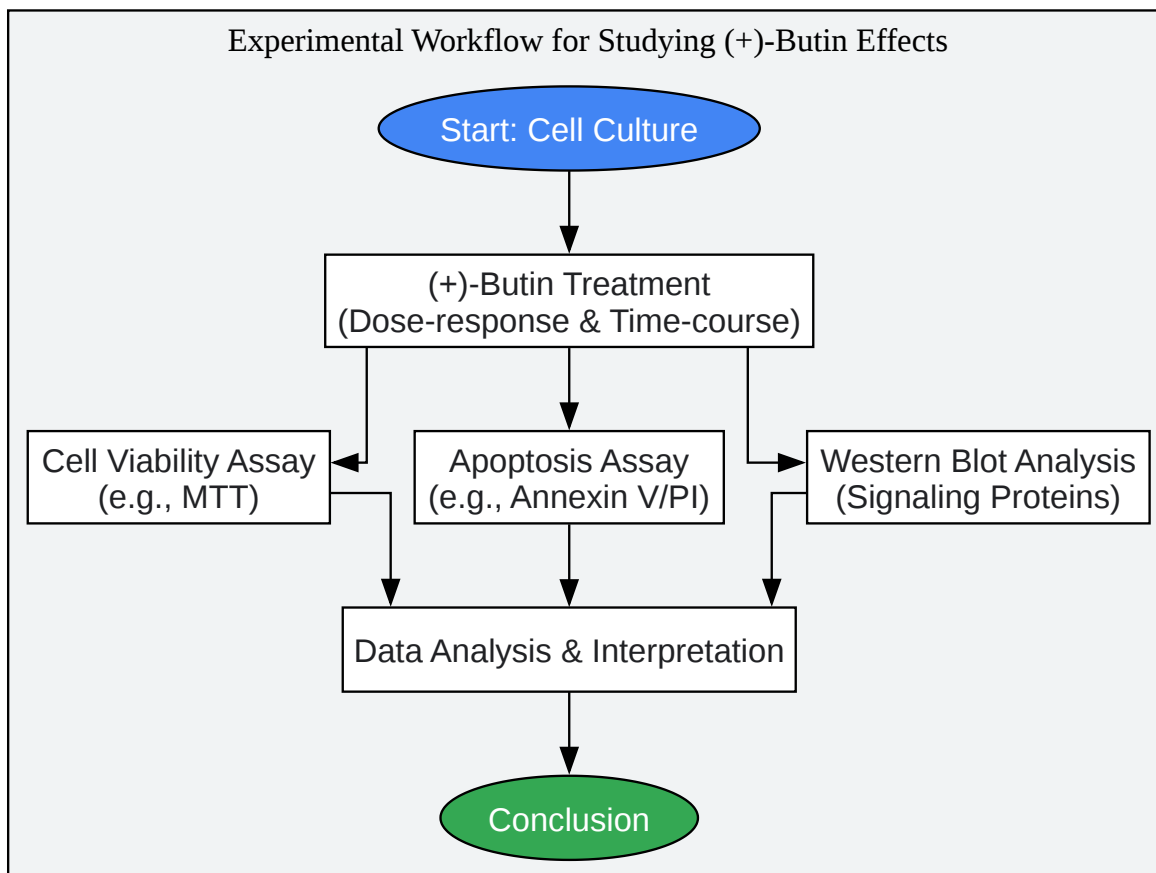 Experimental Workflow for Studying (+)-Butin Effects
Start: Cell Culture
(+)-Butin Treatment
(Dose-response & Time-course)
Cell Viability Assay
(e.g., MTT)
Apoptosis Assay
(e.g., Annexin V/PI)
Western Blot Analysis
(Signaling Proteins)
Data Analysis & Interpretation
Conclusion